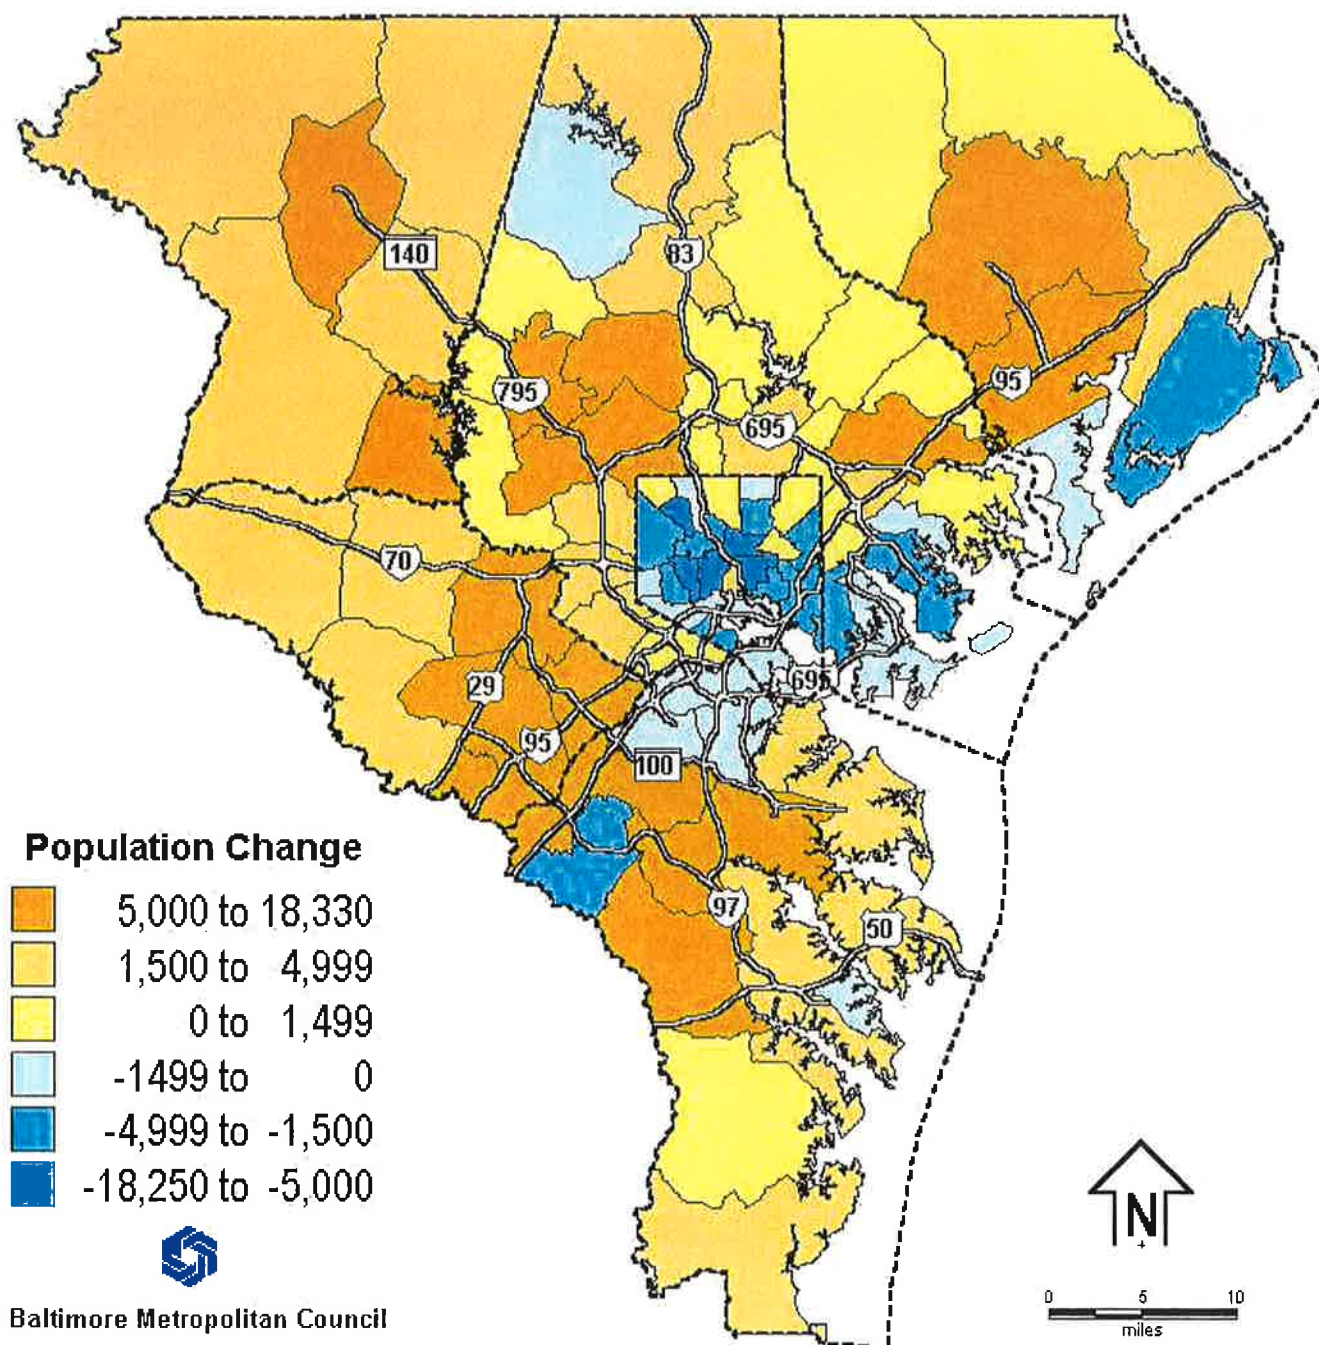 140
83
795
95
695
70
29
95
695
100
97
50
Population Change
5,000 to 18,330
1,500 to 4,999
0 to 1,499
-1499 to 0
-4,999 to -1,500
-18,250 to -5,000
Baltimore Metropolitan Council
N
0 5 10
miles